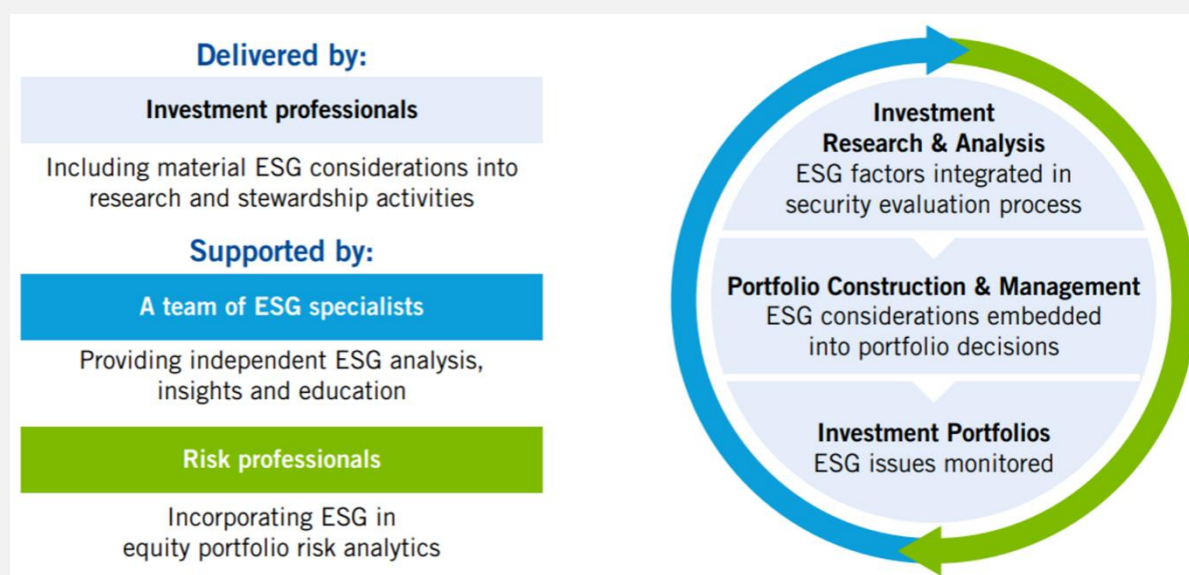 Delivered by:
Investment professionals
Including material ESG considerations into
research and stewardship activities
Supported by:
A team of ESG specialists
Providing independent ESG analysis,
insights and education
Risk professionals
Incorporating ESG in
equity portfolio risk analytics
Investment
Research & Analysis
ESG factors integrated in
security evaluation process
Portfolio Construction & Management
ESG considerations embedded
into portfolio decisions
Investment Portfolios
ESG issues monitored